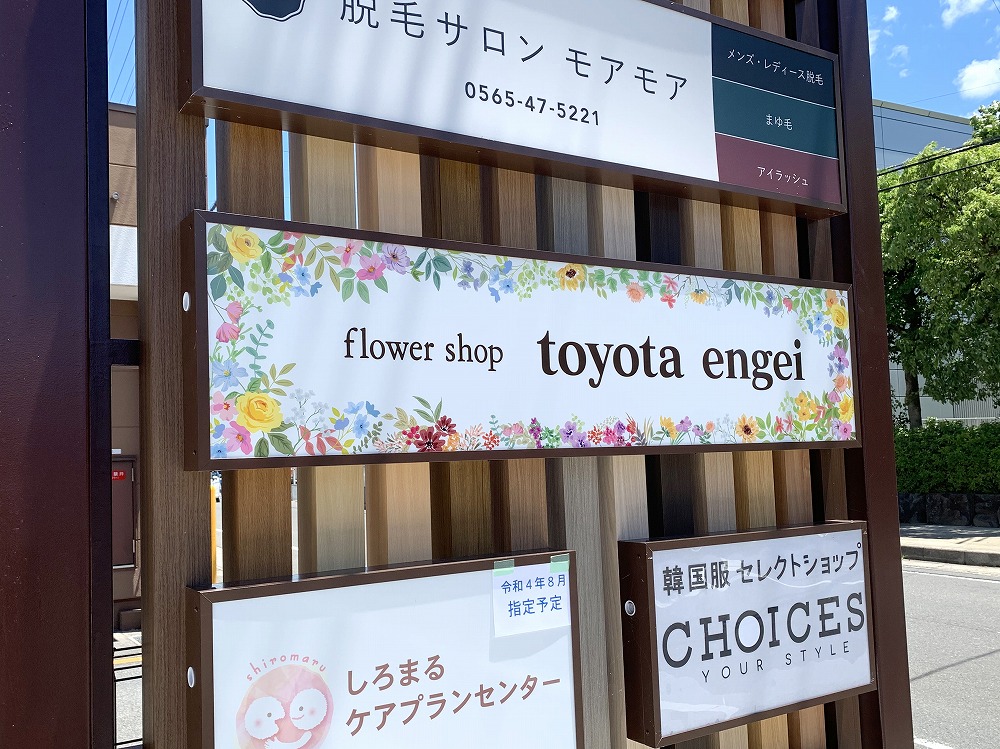 脱毛サロン モアモア
0565-47-5221
メンズ・レディース脱毛
まゆ毛
アイラッシュ
flower shop toyota engei
令和4年8月
指定予定
shiromaru
しろまる
ケアプランセンター
韓国服 セレクトショップ
CHOICES
YOUR STYLE